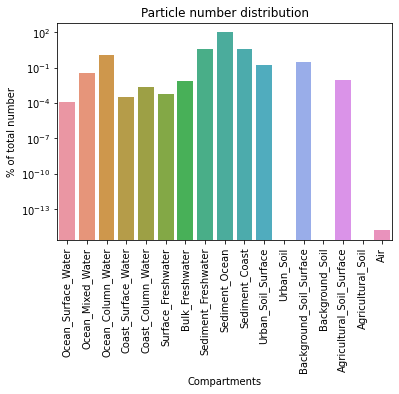 Particle number distribution
% of total number
10^2
10^-1
10^-4
10^-7
10^-10
10^-13
Ocean_Surface_Water
Ocean_Mixed_Water
Ocean_Column_Water
Coast_Surface_Water
Coast_Column_Water
Surface_Freshwater
Bulk_Freshwater
Sediment_Freshwater
Sediment_Ocean
Sediment_Coast
Urban_Soil_Surface
Urban_Soil
Background_Soil_Surface
Background_Soil
Agricultural_Soil_Surface
Agricultural_Soil
Air
Compartments